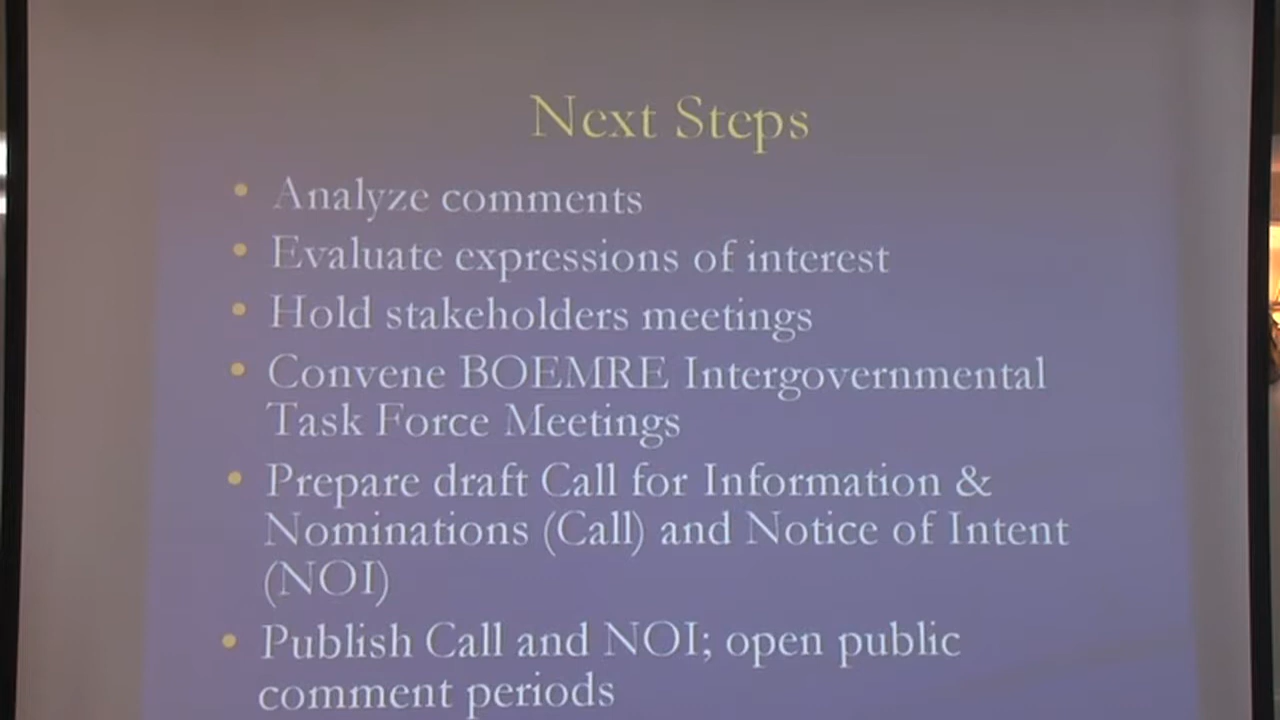 Next Steps
• Analyze comments
• Evaluate expressions of interest
• Hold stakeholders meetings
• Convene BOEMRE Intergovernmental
Task Force Meetings
• Prepare draft Call for Information &
Nominations (Call) and Notice of Intent
(NOI)
• Publish Call and NOI; open public
comment periods